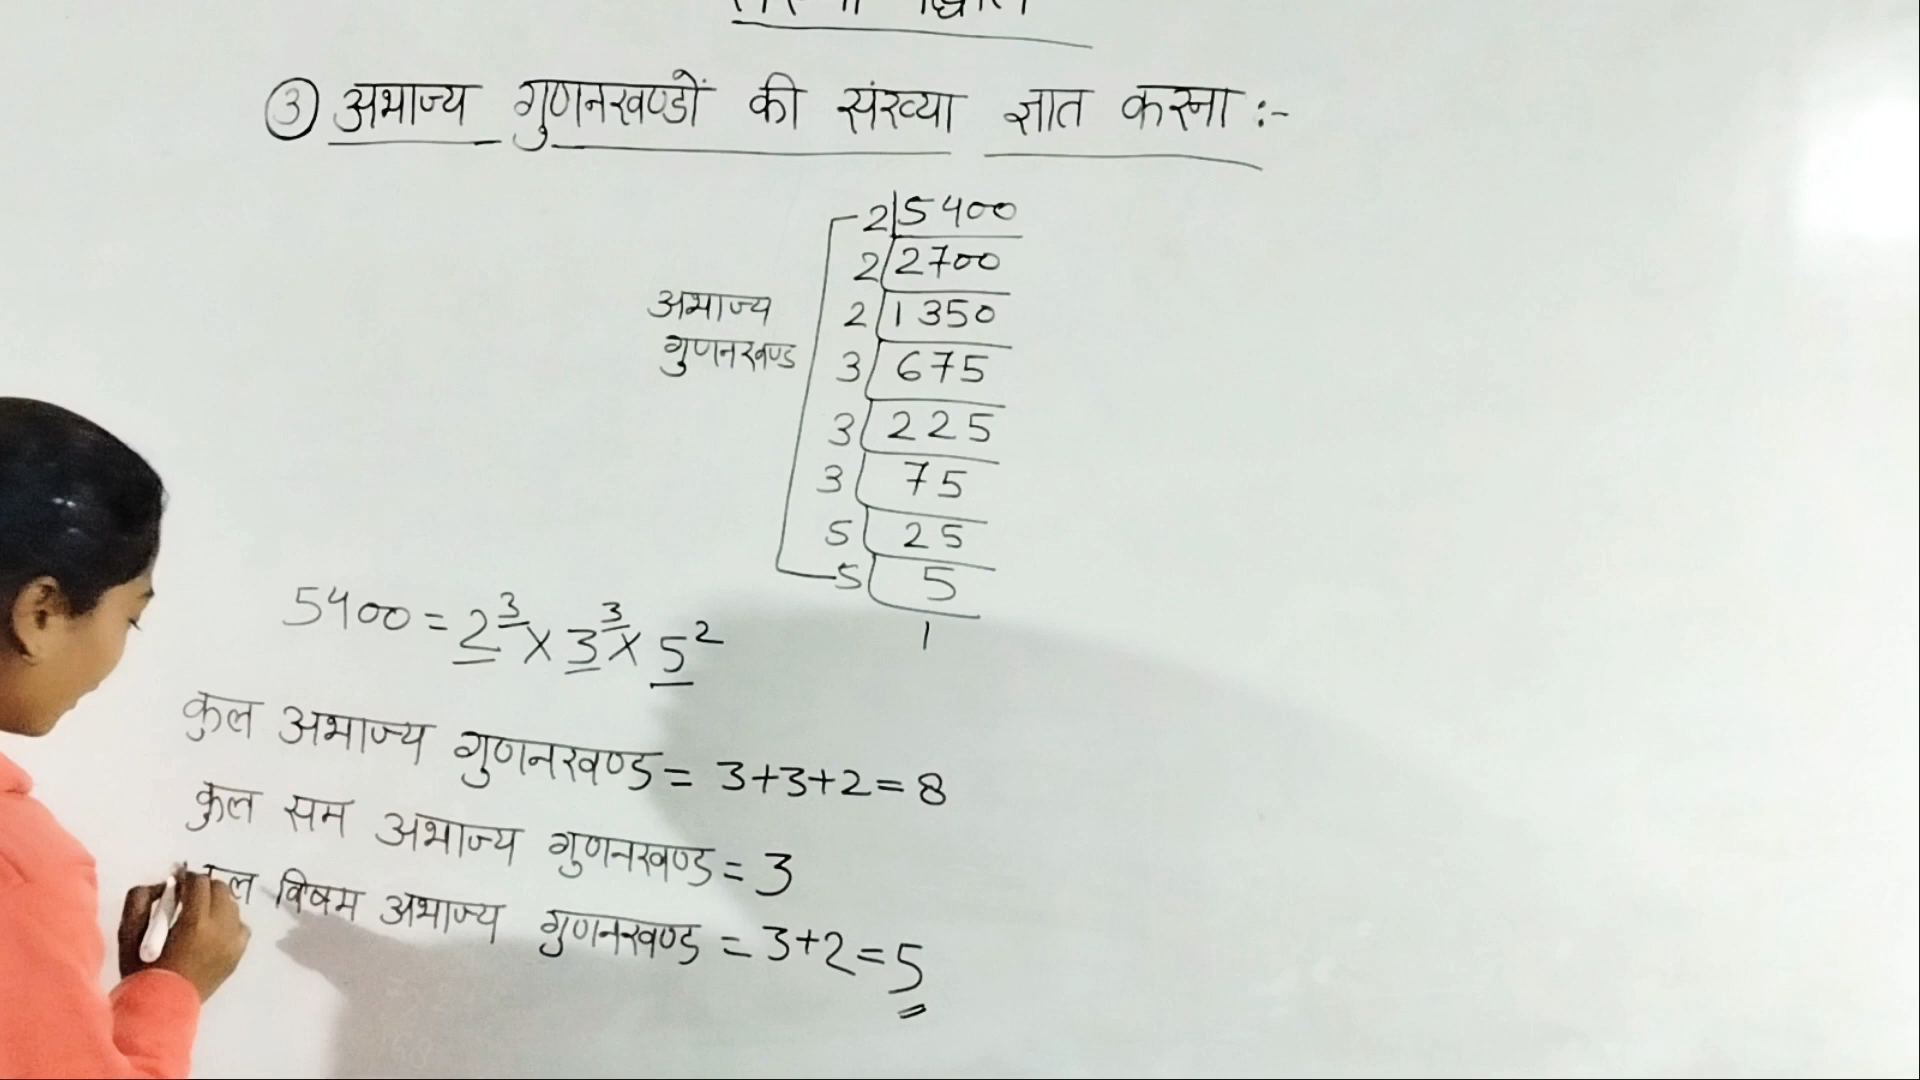 ③ अभाज्य गुणनखण्डों की संख्या ज्ञात करना :-
2 5400
2 2700
2 1350
3 675
3 225
3 75
5 25
5 5
1
अभाज्य
गुणनखण्ड
5400 = 2³ × 3³ × 5²
कुल अभाज्य गुणनखण्ड = 3+3+2 = 8
कुल सम अभाज्य गुणनखण्ड = 3
विषम अभाज्य गुणनखण्ड = 3+2 = 5